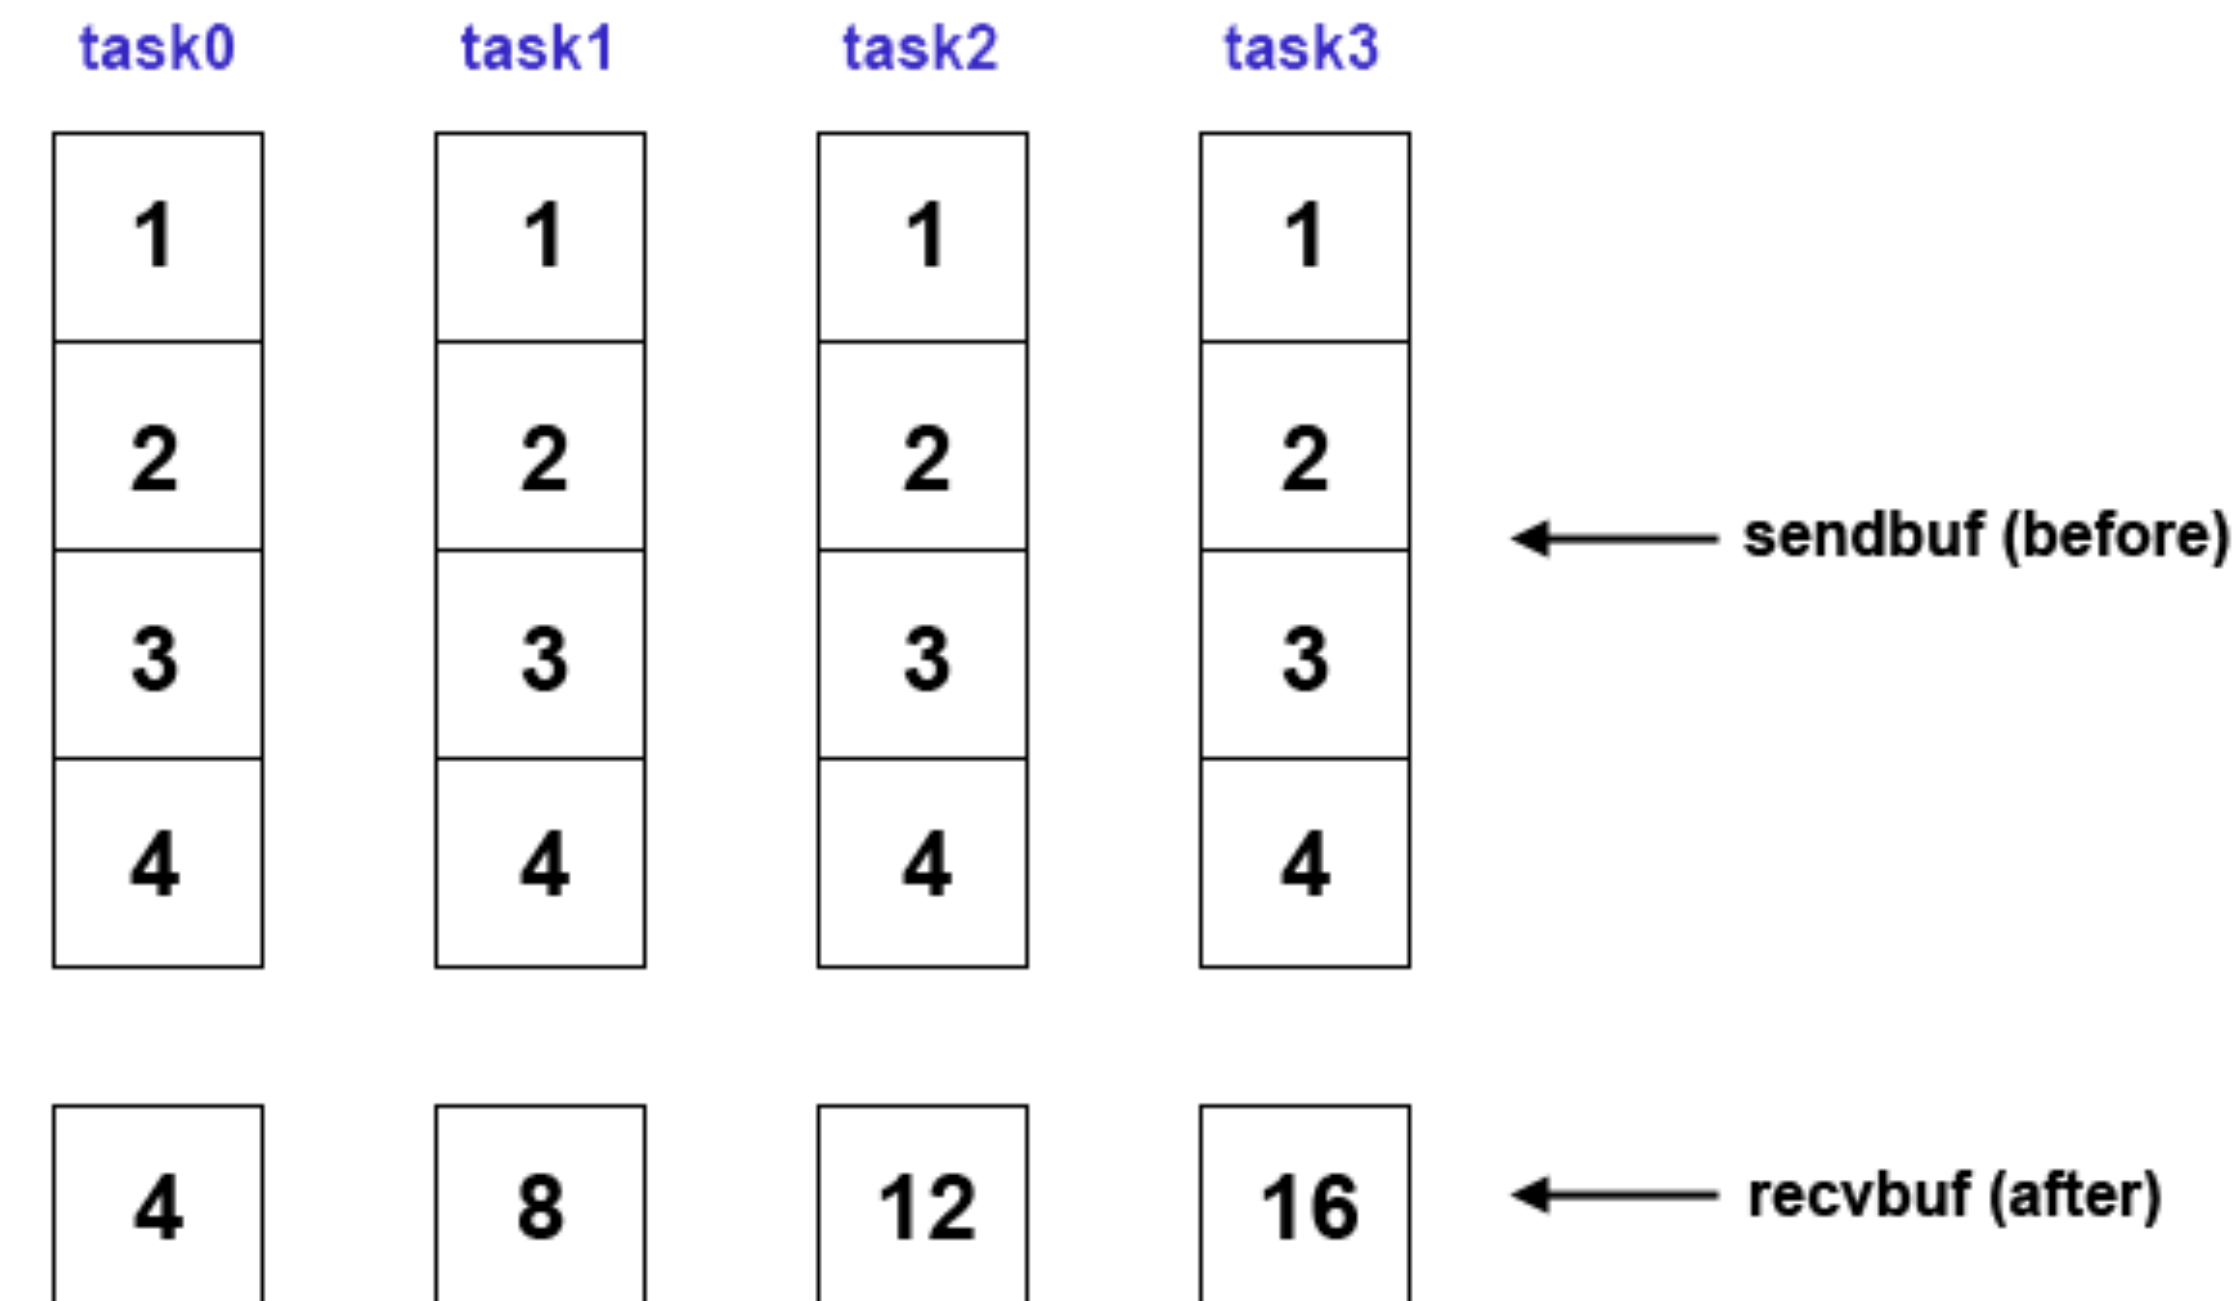 task0 task1 task2 task3
1 1 1 1
2 2 2 2
sendbuf (before)
3 3 3 3
4 4 4 4
4 8 12 16 recvbuf (after)